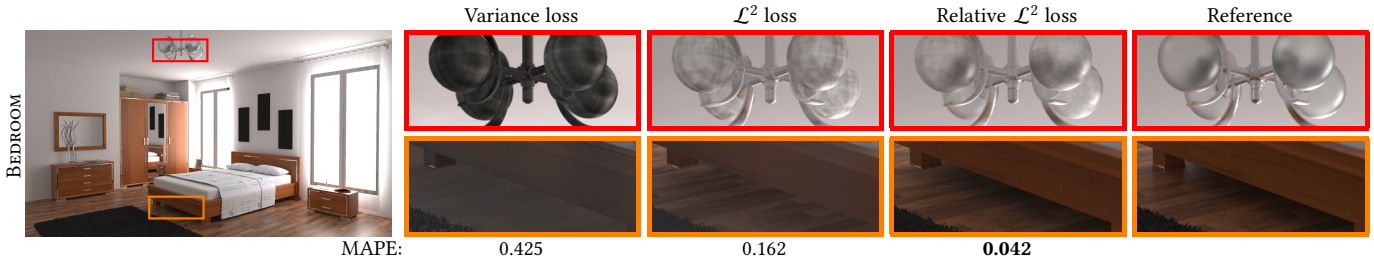 Variance loss
ℒ² loss
Relative ℒ² loss
Reference
BEDROOM
MAPE:
0.425
0.162
0.042